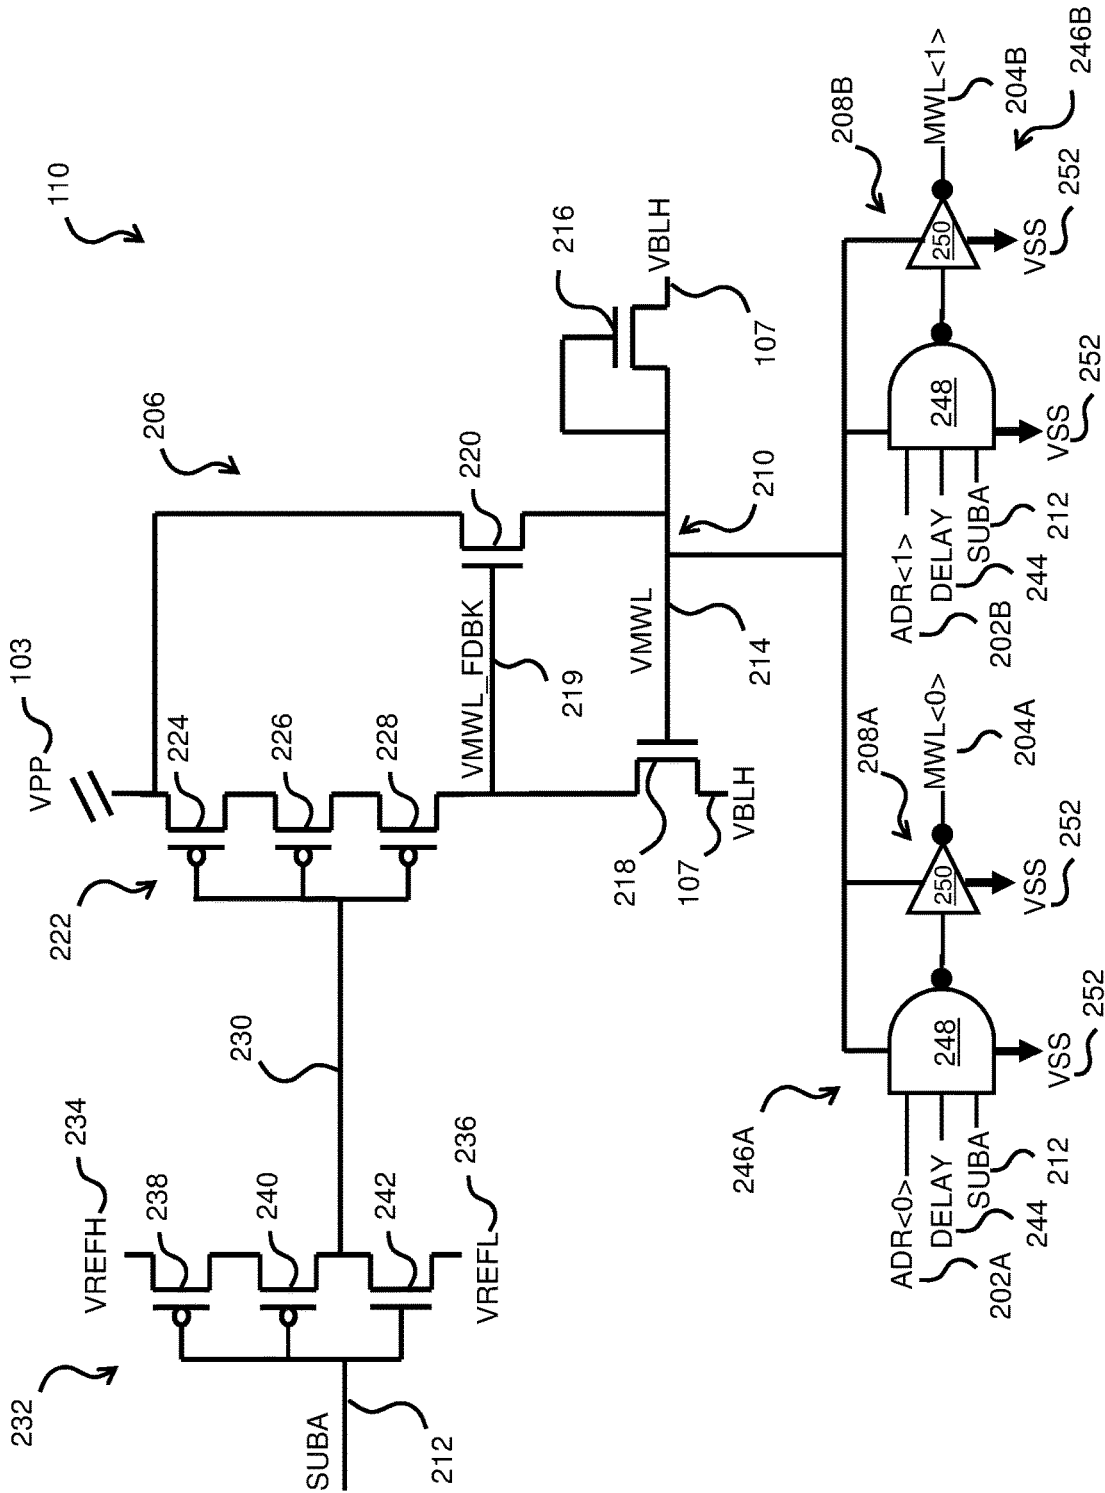 110
VPP
103
206
224
226
228
222
220
VMWL_FDBK
219
216
VBLH
107
VMWL
214
210
218
VBLH
107
232
VREFH
234
238
240
242
VREFL
236
SUBA
212
230
246A
ADR<0>
DELAY
SUBA
202A
244
212
248
VSS
252
208A
250
VSS
252
MWL<0>
204A
ADR<1>
DELAY
SUBA
202B
244
212
248
VSS
252
208B
250
VSS
252
MWL<1>
204B
246B